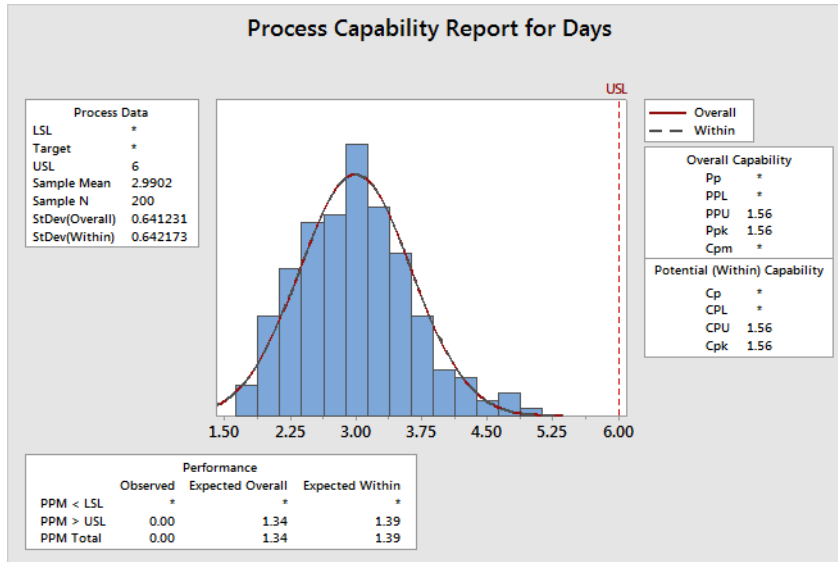 Process Capability Report for Days
USL
Process Data
LSL *
Target *
USL 6
Sample Mean 2.9902
Sample N 200
StDev(Overall) 0.641231
StDev(Within) 0.642173
Overall
Within
Overall Capability
Pp *
PPL *
PPU 1.56
Ppk 1.56
Cpm *
Potential (Within) Capability
Cp *
CPL *
CPU 1.56
Cpk 1.56
1.50 2.25 3.00 3.75 4.50 5.25 6.00
Performance
Observed Expected Overall Expected Within
PPM < LSL * * *
PPM > USL 0.00 1.34 1.39
PPM Total 0.00 1.34 1.39